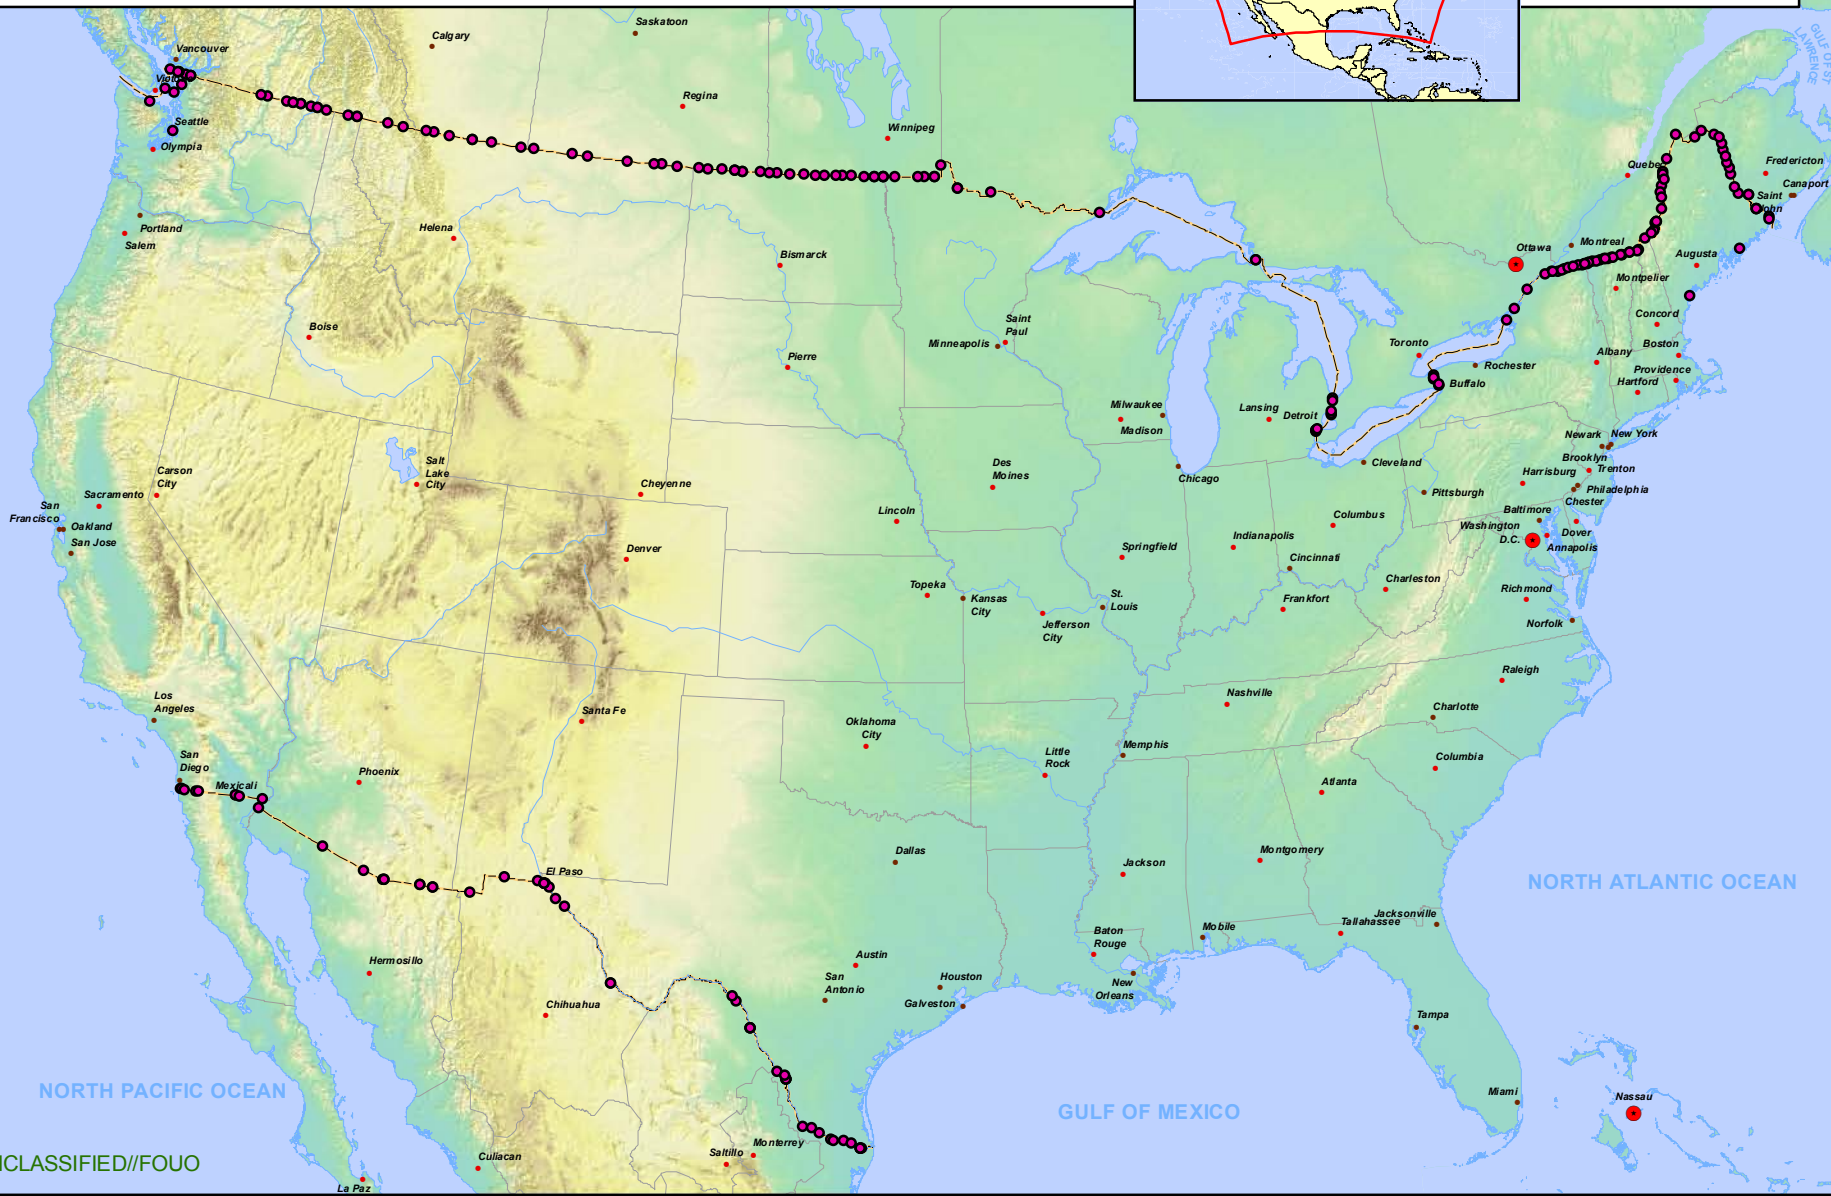 Saskatoon
Calgary
Vancouver
GULF OF ST
LAWRENCE
Regina
Seattle
Winnipeg
Olympia
Quebec
Fredericton
Canaport
Saint
John
Portland
Salem
Helena
Bismarck
Ottawa
Montreal
Augusta
Montpelier
Boise
Saint
Paul
Minneapolis
Concord
Toronto
Boston
Albany
Pierre
Rochester
Providence
Hartford
Buffalo
Milwaukee
Madison
Lansing
Detroit
Newark
New York
Brooklyn
Trenton
Salt
Lake
City
Des
Moines
Cleveland
Harrisburg
Carson
City
Chicago
Pittsburgh
Philadelphia
Chester
Sacramento
Cheyenne
San
Francisco
Oakland
San Jose
Lincoln
Columbus
Baltimore
Washington
D.C.
Dover
Annapolis
Indianapolis
Springfield
Cincinnati
Denver
Topeka
Kansas
City
St.
Louis
Charleston
Richmond
Frankfort
Jefferson
City
Norfolk
Raleigh
Los
Angeles
Nashville
Santa Fe
Charlotte
Oklahoma
City
San
Diego
Memphis
Little
Rock
Columbia
Phoenix
Mexicali
Atlanta
Dallas
Montgomery
Jackson
El Paso
NORTH ATLANTIC OCEAN
Jacksonville
Tallahassee
Mobile
Baton
Rouge
Hermosillo
Austin
San
Antonio
Houston
Galveston
New
Orleans
Chihuahua
Tampa
NORTH PACIFIC OCEAN
Miami
Nassau
GULF OF MEXICO
Monterrey
Saltillo
Culiacan
NCLASSIFIED//FOUO
La Paz